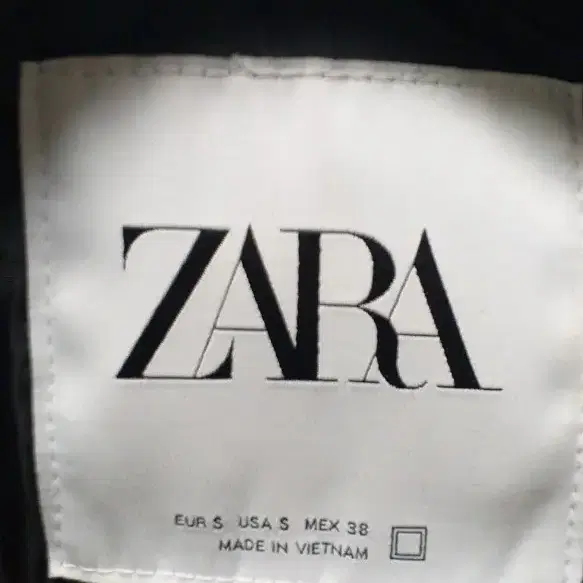 ZARA
EUR S USA S MEX 38
MADE IN VIETNAM